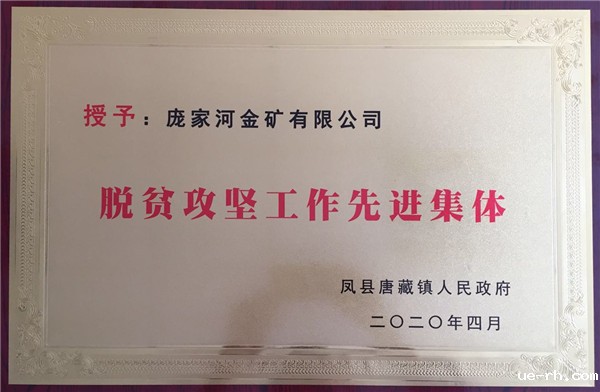 授予：庞家河金矿有限公司
脱贫攻坚工作先进集体
凤县唐藏镇人民政府
二〇二〇年四月
ue-rh.com